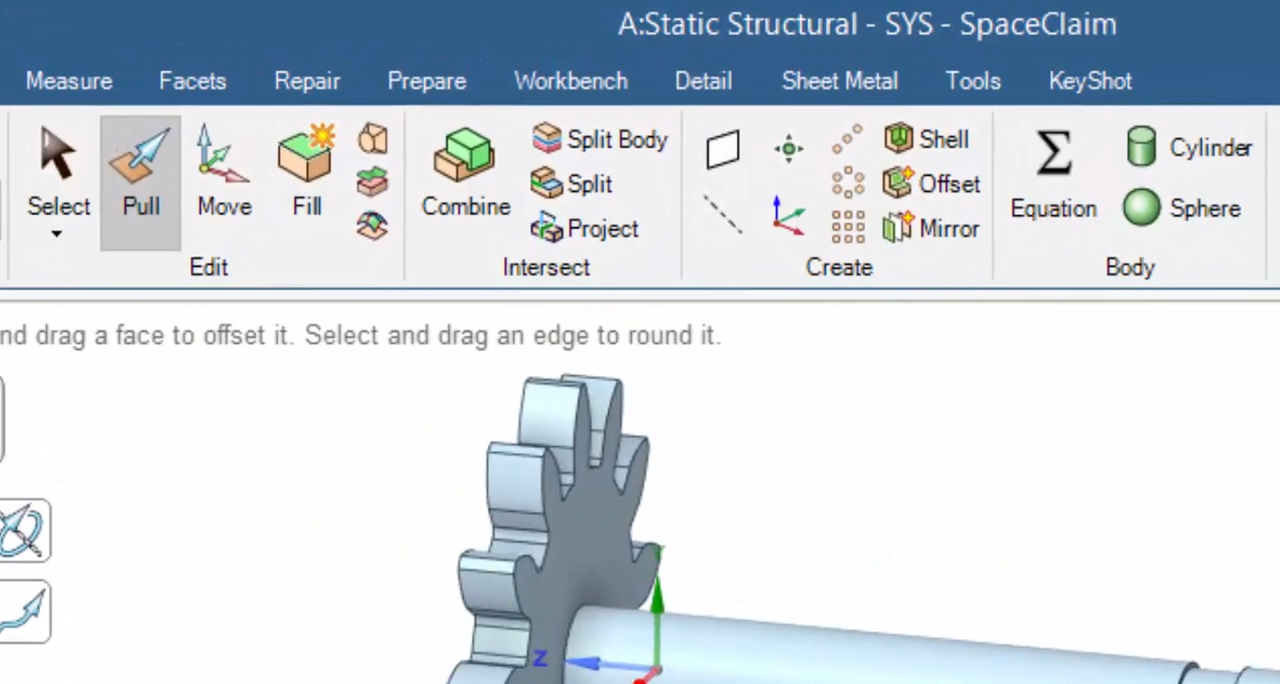 A:Static Structural - SYS - SpaceClaim
Measure Facets Repair Prepare Workbench Detail Sheet Metal Tools KeyShot
Select Pull Move Fill
Edit
Combine Split Body
Split
Project
Intersect
Shell
Offset
Mirror
Create
Equation Cylinder
Sphere
Body
nd drag a face to offset it. Select and drag an edge to round it.
Z